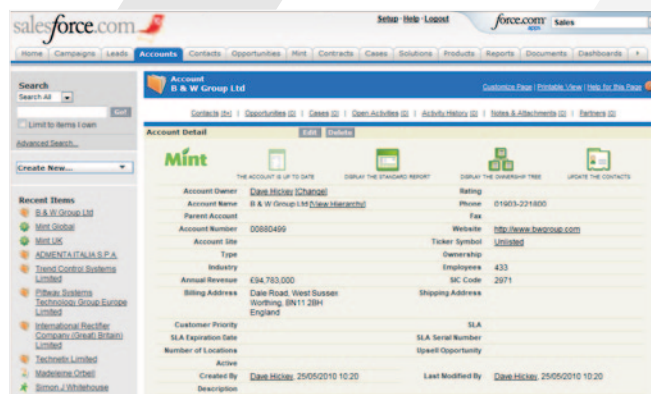 salesforce.com
Setup · Help · Logout
force.com apps
Sales
Home Campaigns Leads Accounts Contacts Opportunities Mint Contracts Cases Solutions Products Reports Documents Dashboards
Search
Search All
Go!
Limit to items I own
Advanced Search...
Create New...
Recent Items
B & W Group Ltd
Mint Global
Mint UK
ADMENTA ITALIA S.P.A.
Trend Control Systems
Limited
Pittway Systems
Technology Group Europe
Limited
International Rectifier
Company (Great) Britain)
Limited
Technetix Limited
Madeleine Orbell
Simon J Whitehouse
Account
B & W Group Ltd
Customize Page | Printable View | Help for this Page
Contacts [5+] | Opportunities [0] | Cases [0] | Open Activities [0] | Activity History [0] | Notes & Attachments [0] | Partners [0]
Account Detail Edit Delete
Mint
THE ACCOUNT IS UP TO DATE DISPLAY THE STANDARD REPORT DISPLAY THE OWNERSHIP TREE UPDATE THE CONTACTS
Account Owner Dave Hickey [Change] Rating
Account Name B & W Group Ltd [View Hierarchy] Phone 01903-221800
Parent Account Fax
Account Number 00880499 Website http://www.bwgroup.com
Account Site Ticker Symbol Unlisted
Type Ownership
Industry Employees 433
Annual Revenue £94,783,000 SIC Code 2971
Billing Address Dale Road, West Sussex Shipping Address
Worthing, BN11 2BH
England
Customer Priority SLA
SLA Expiration Date SLA Serial Number
Number of Locations Upsell Opportunity
Active
Created By Dave Hickey, 25/05/2010 10:20 Last Modified By Dave Hickey, 25/05/2010 10:20
Description